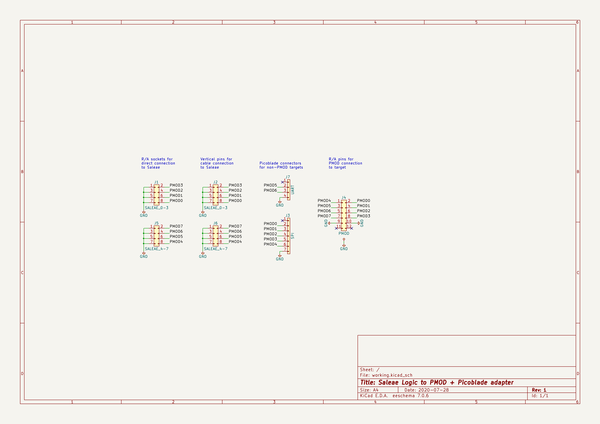 R/A sockets for
direct connection
to Saleae
Vertical pins for
cable connection
to Saleae
Picoblade connectors
for non-PMOD targets
R/A pins for
PMOD connection
to target
PMOD3
PMOD2
PMOD1
PMOD0
SALEAE_0-3
GND
PMOD3
PMOD2
PMOD1
PMOD0
SALEAE_0-3
GND
J7
PMOD5
PMOD6
GND
PMOD4
PMOD5
PMOD6
PMOD7
PMOD0
PMOD1
PMOD2
PMOD3
PMOD
GND
J5
PMOD7
PMOD6
PMOD5
PMOD4
SALEAE_4-7
GND
PMOD7
PMOD6
PMOD5
PMOD4
SALEAE_4-7
GND
PMOD0
PMOD1
PMOD2
PMOD3
PMOD4
GND
Sheet: /
File: working.kicad_sch
Title: Saleae Logic to PMOD + Picoblade adapter
Size: A4
Date: 2020-07-28
Rev: 1
KiCad E.D.A. eeschema 7.0.6
Id: 1/1